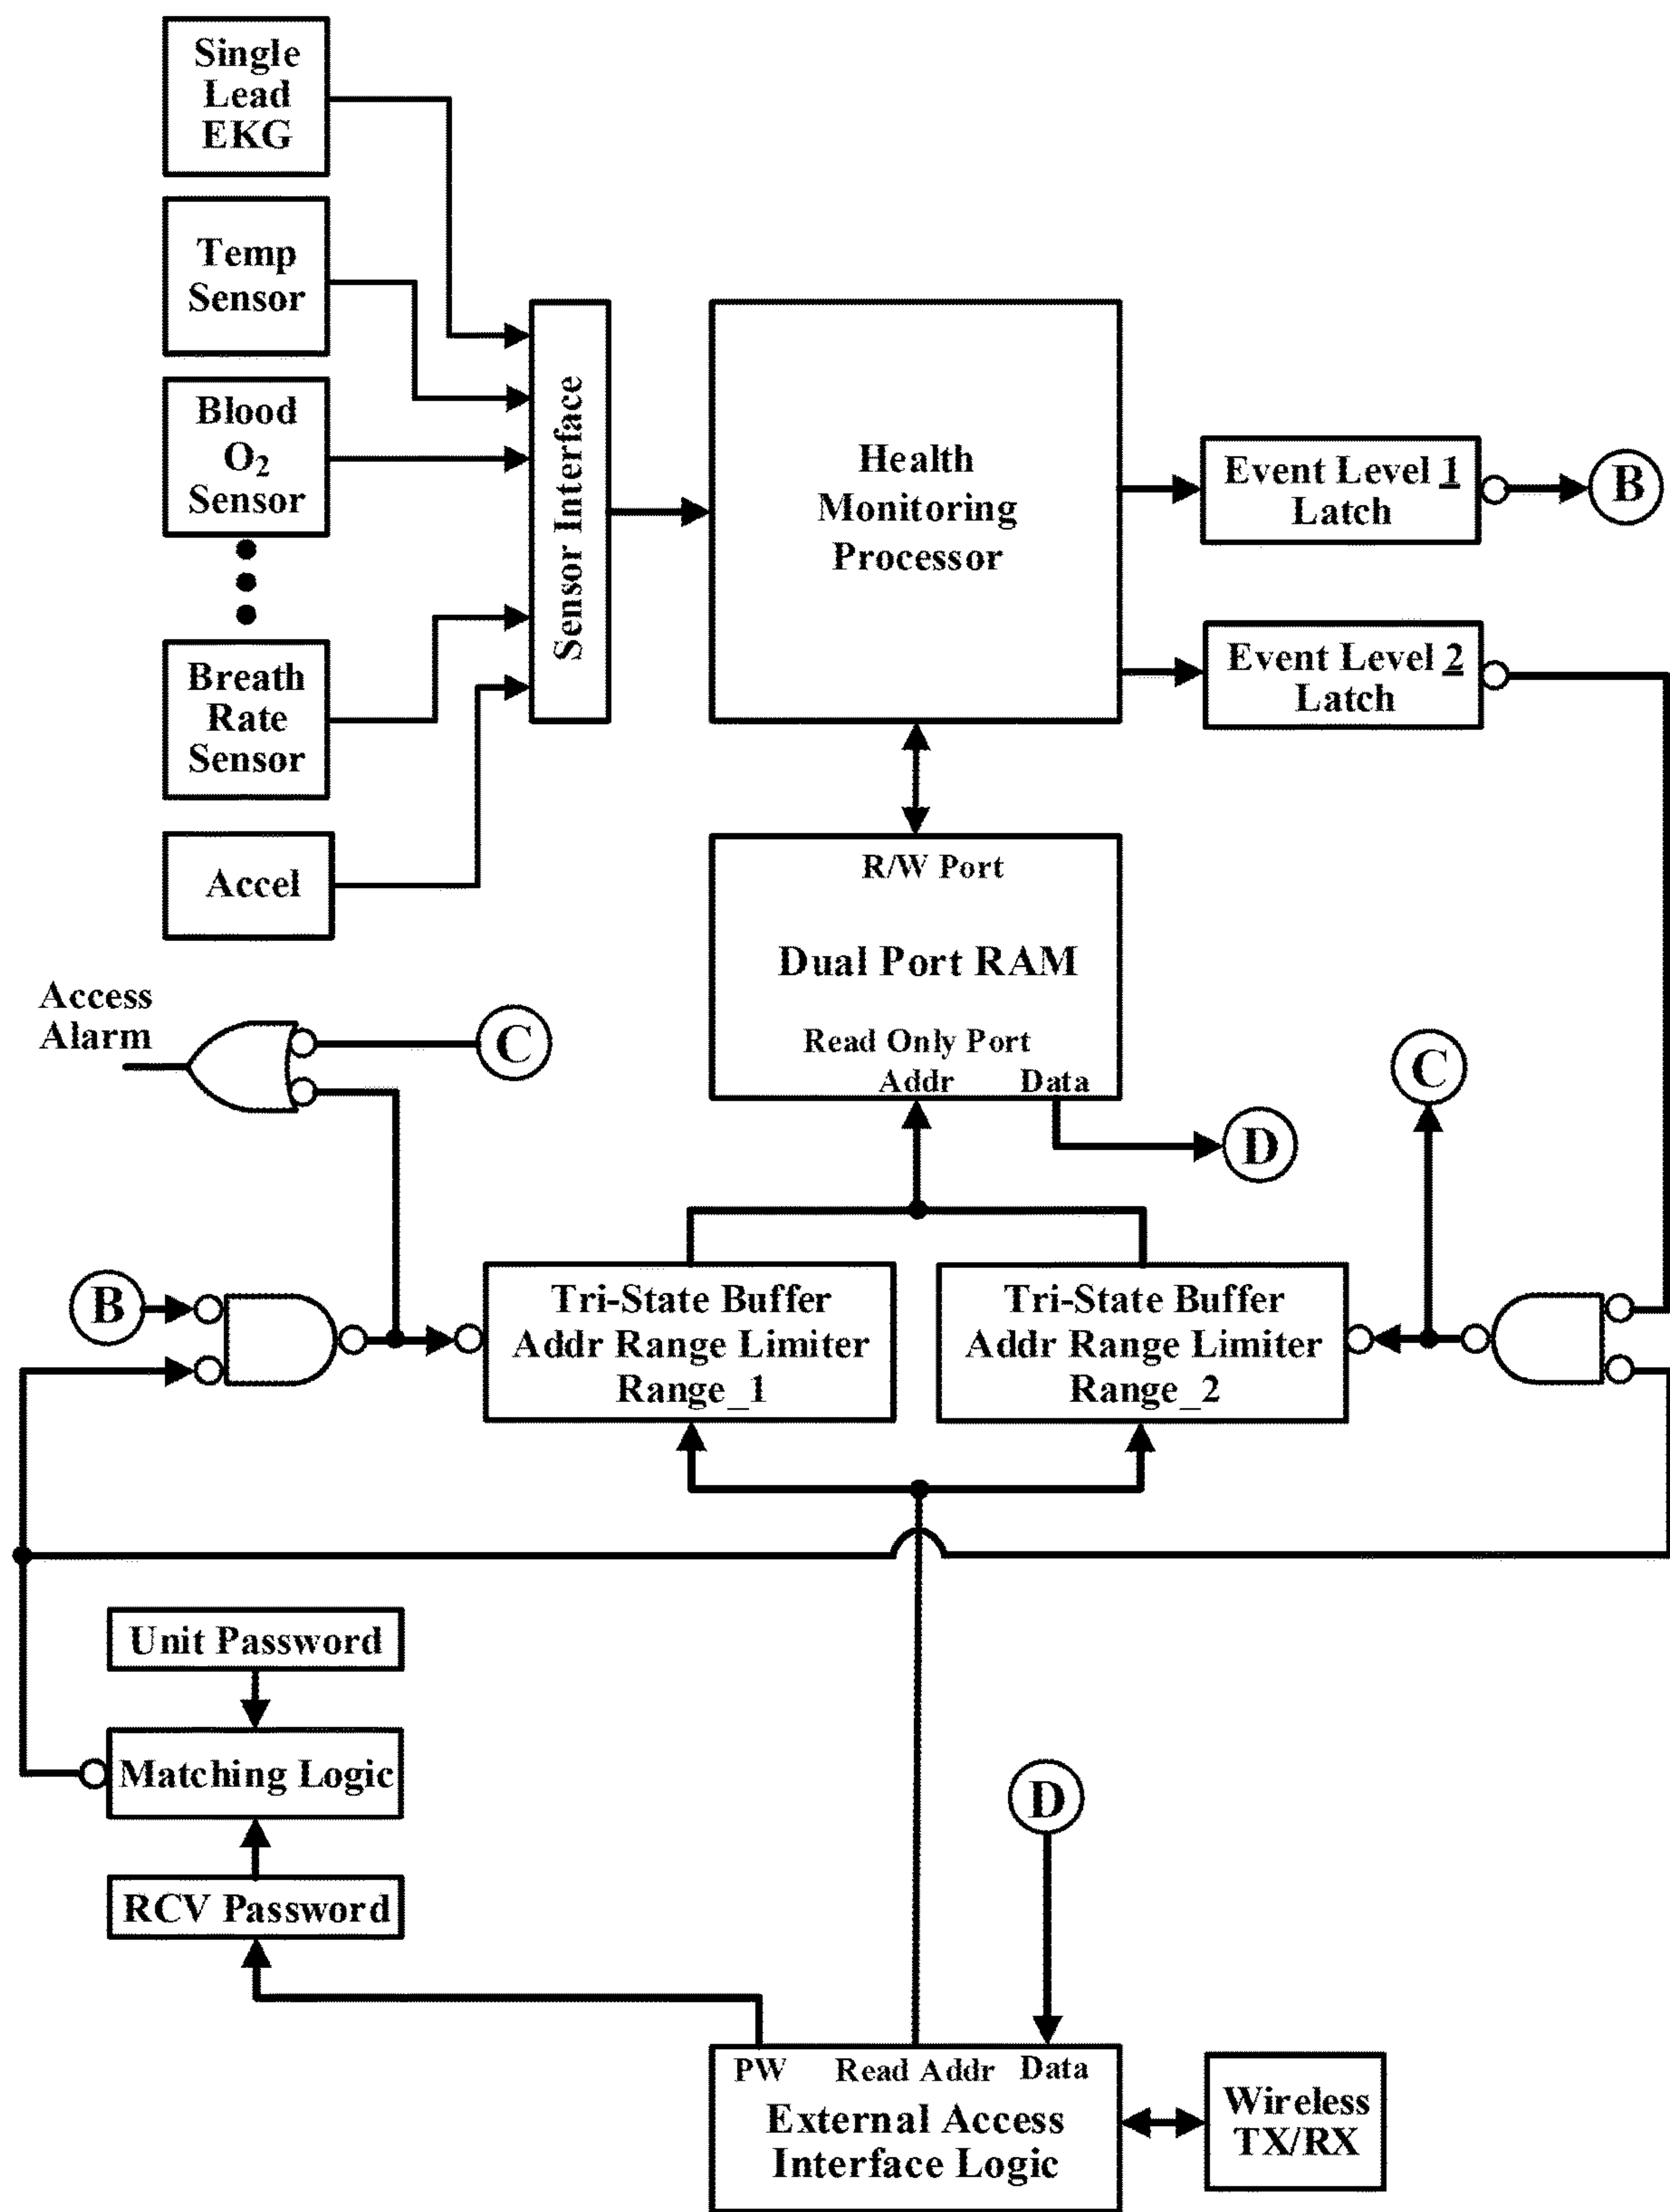 Single
Lead
EKG
Temp
Sensor
Blood
O₂
Sensor
Breath
Rate
Sensor
Accel
Sensor Interface
Health
Monitoring
Processor
Event Level 1
Latch
B
Event Level 2
Latch
R/W Port
Dual Port RAM
Read Only Port
Addr Data
Access
Alarm
C
C
D
B
Tri-State Buffer
Addr Range Limiter
Range_1
Tri-State Buffer
Addr Range Limiter
Range_2
Unit Password
Matching Logic
RCV Password
D
PW Read Addr Data
External Access
Interface Logic
Wireless
TX/RX